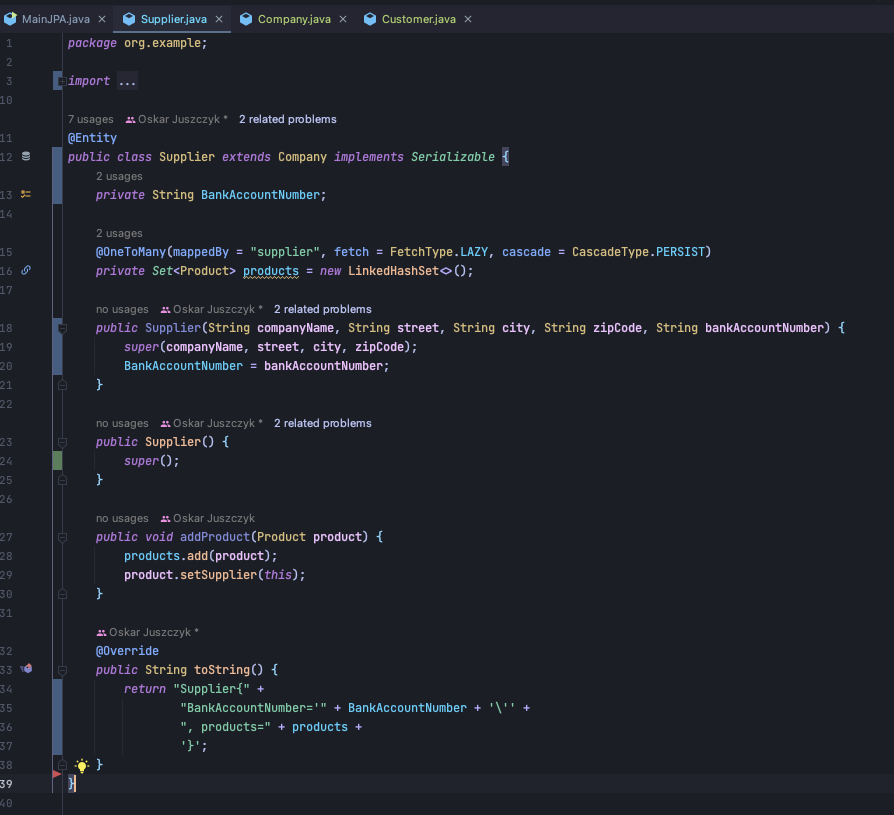 MainJPA.java × Supplier.java × Company.java × Customer.java ×
1 package org.example;
2
3 import ...
10
7 usages Oskar Juszczyk * 2 related problems
11 @Entity
12 public class Supplier extends Company implements Serializable {
2 usages
13 private String BankAccountNumber;
14
2 usages
15 @OneToMany(mappedBy = "supplier", fetch = FetchType.LAZY, cascade = CascadeType.PERSIST)
16 private Set<Product> products = new LinkedHashSet<>();
17
no usages Oskar Juszczyk * 2 related problems
18 public Supplier(String companyName, String street, String city, String zipCode, String bankAccountNumber) {
19 super(companyName, street, city, zipCode);
20 BankAccountNumber = bankAccountNumber;
21 }
22
no usages Oskar Juszczyk * 2 related problems
23 public Supplier() {
24 super();
25 }
26
no usages Oskar Juszczyk
27 public void addProduct(Product product) {
28 products.add(product);
29 product.setSupplier(this);
30 }
31
Oskar Juszczyk *
32 @Override
33 public String toString() {
34 return "Supplier{" +
35 "BankAccountNumber='" + BankAccountNumber + '\'' +
36 ", products=" + products +
37 '}';
38 }
39 }
40